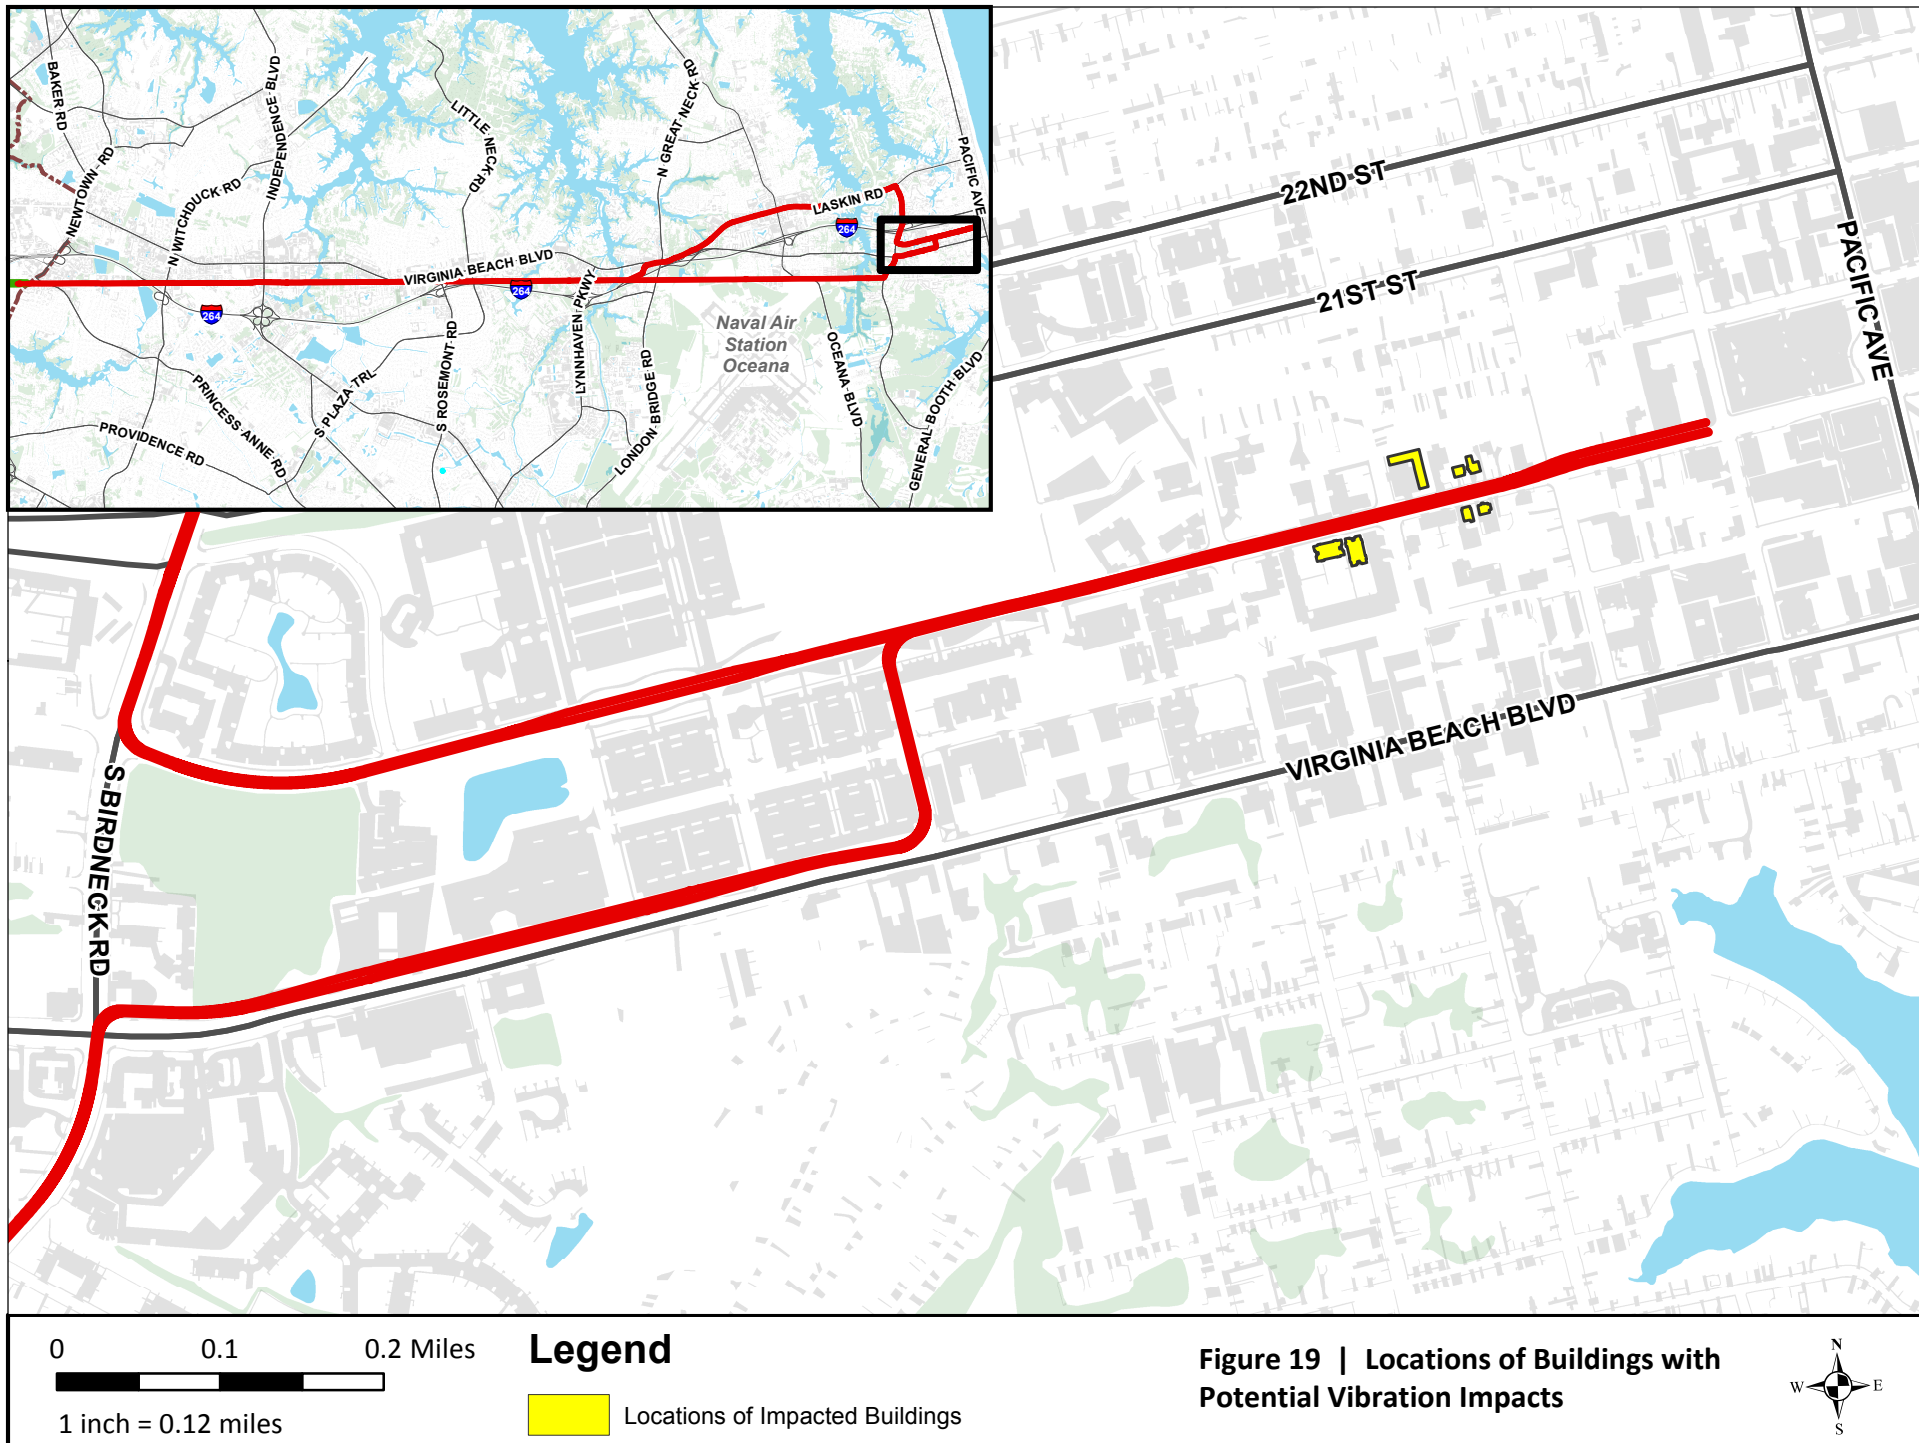 BAKER RD
NEWTOWN RD
N WITCHDUCK RD
INDEPENDENCE BLVD
LITTLE NECK RD
N GREAT NECK RD
PACIFIC AVE
LASKIN RD
264
VIRGINIA BEACH BLVD
264
264
LYNNHAVEN PKWY
Naval Air
Station
Oceana
OCEANA BLVD
GENERAL BOOTH BLVD
LONDON BRIDGE RD
S ROSEMONT RD
S PLAZA TRL
PRINCESS ANNE RD
PROVIDENCE RD
22ND ST
21ST ST
PACIFIC AVE
VIRGINIA BEACH BLVD
S BIRDNECK RD
0 0.1 0.2 Miles
1 inch = 0.12 miles
Legend
Locations of Impacted Buildings
Figure 19 | Locations of Buildings with
Potential Vibration Impacts
N
W E
S